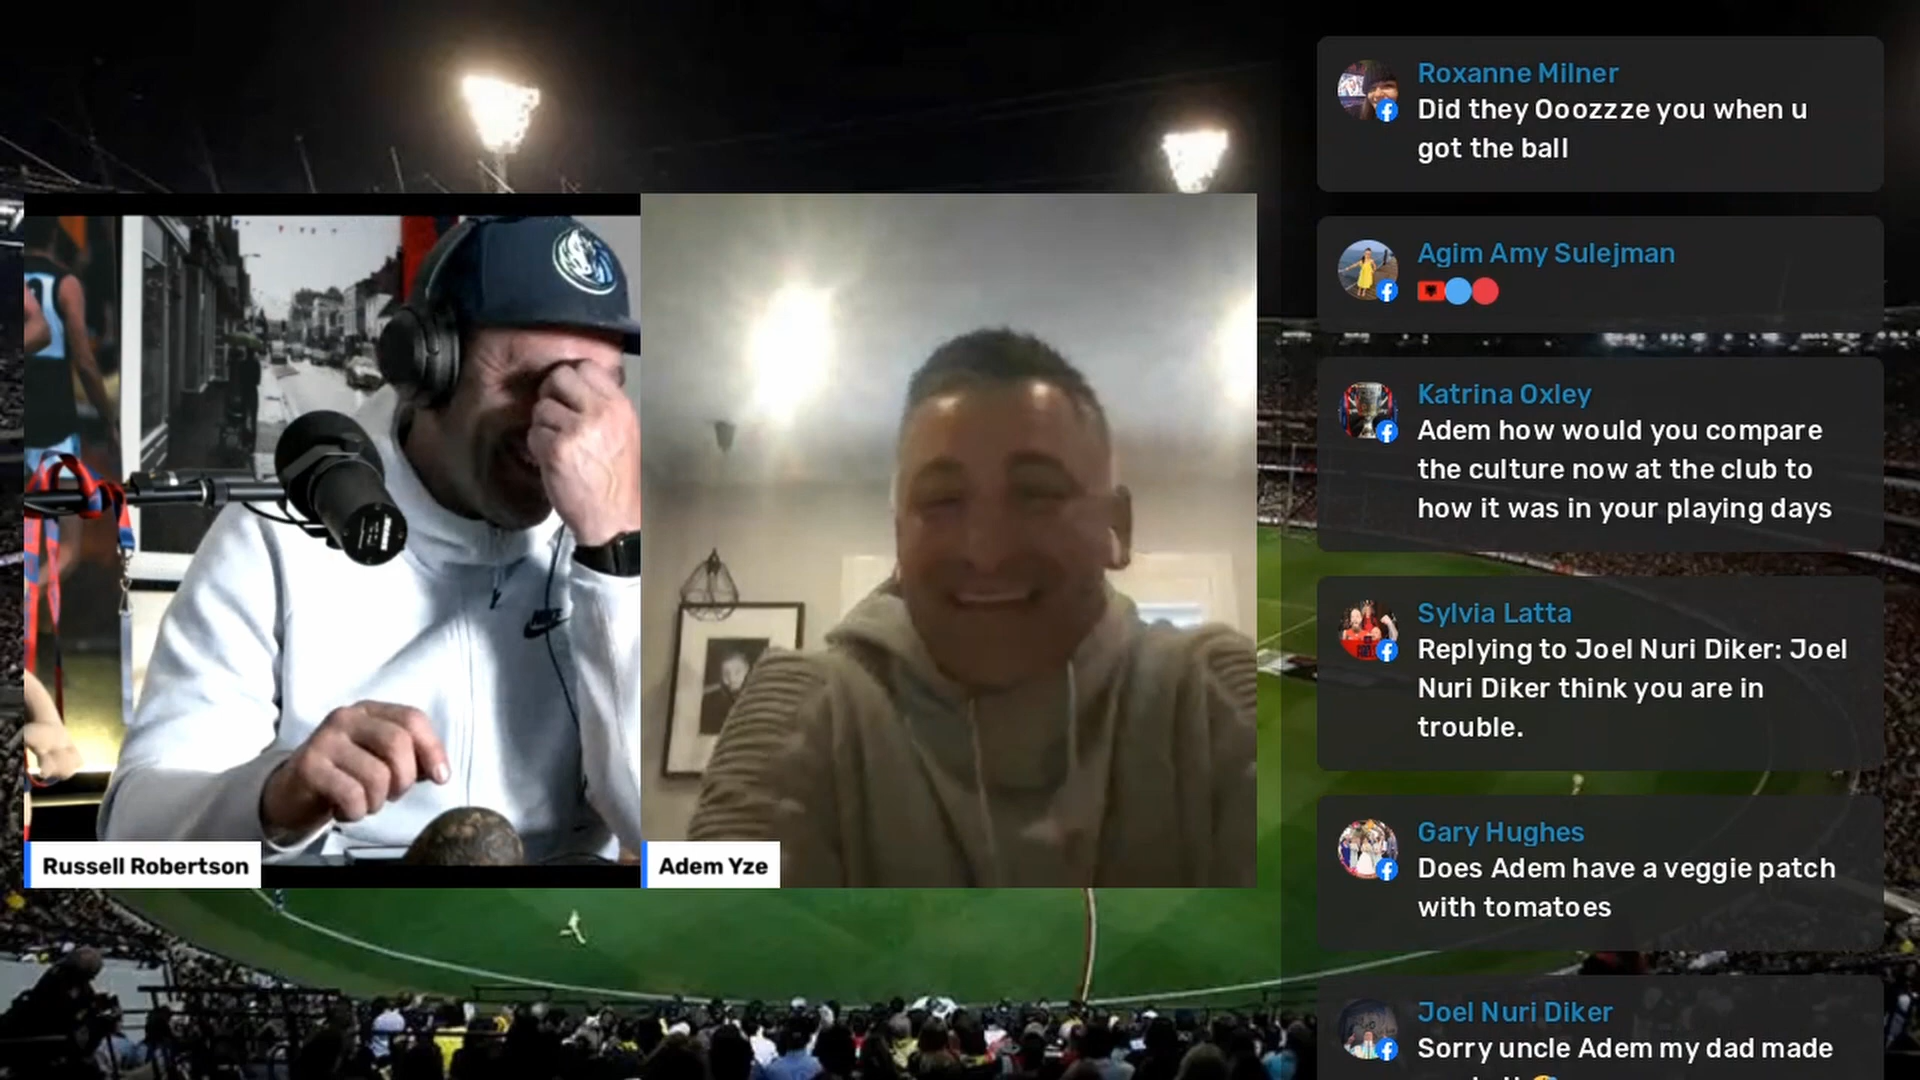 Roxanne Milner
Did they Ooozzze you when u
got the ball
Agim Amy Sulejman
Katrina Oxley
Adem how would you compare
the culture now at the club to
how it was in your playing days
Sylvia Latta
Replying to Joel Nuri Diker: Joel
Nuri Diker think you are in
trouble.
Gary Hughes
Does Adem have a veggie patch
with tomatoes
Joel Nuri Diker
Sorry uncle Adem my dad made
NIKE
Russell Robertson
Adem Yze